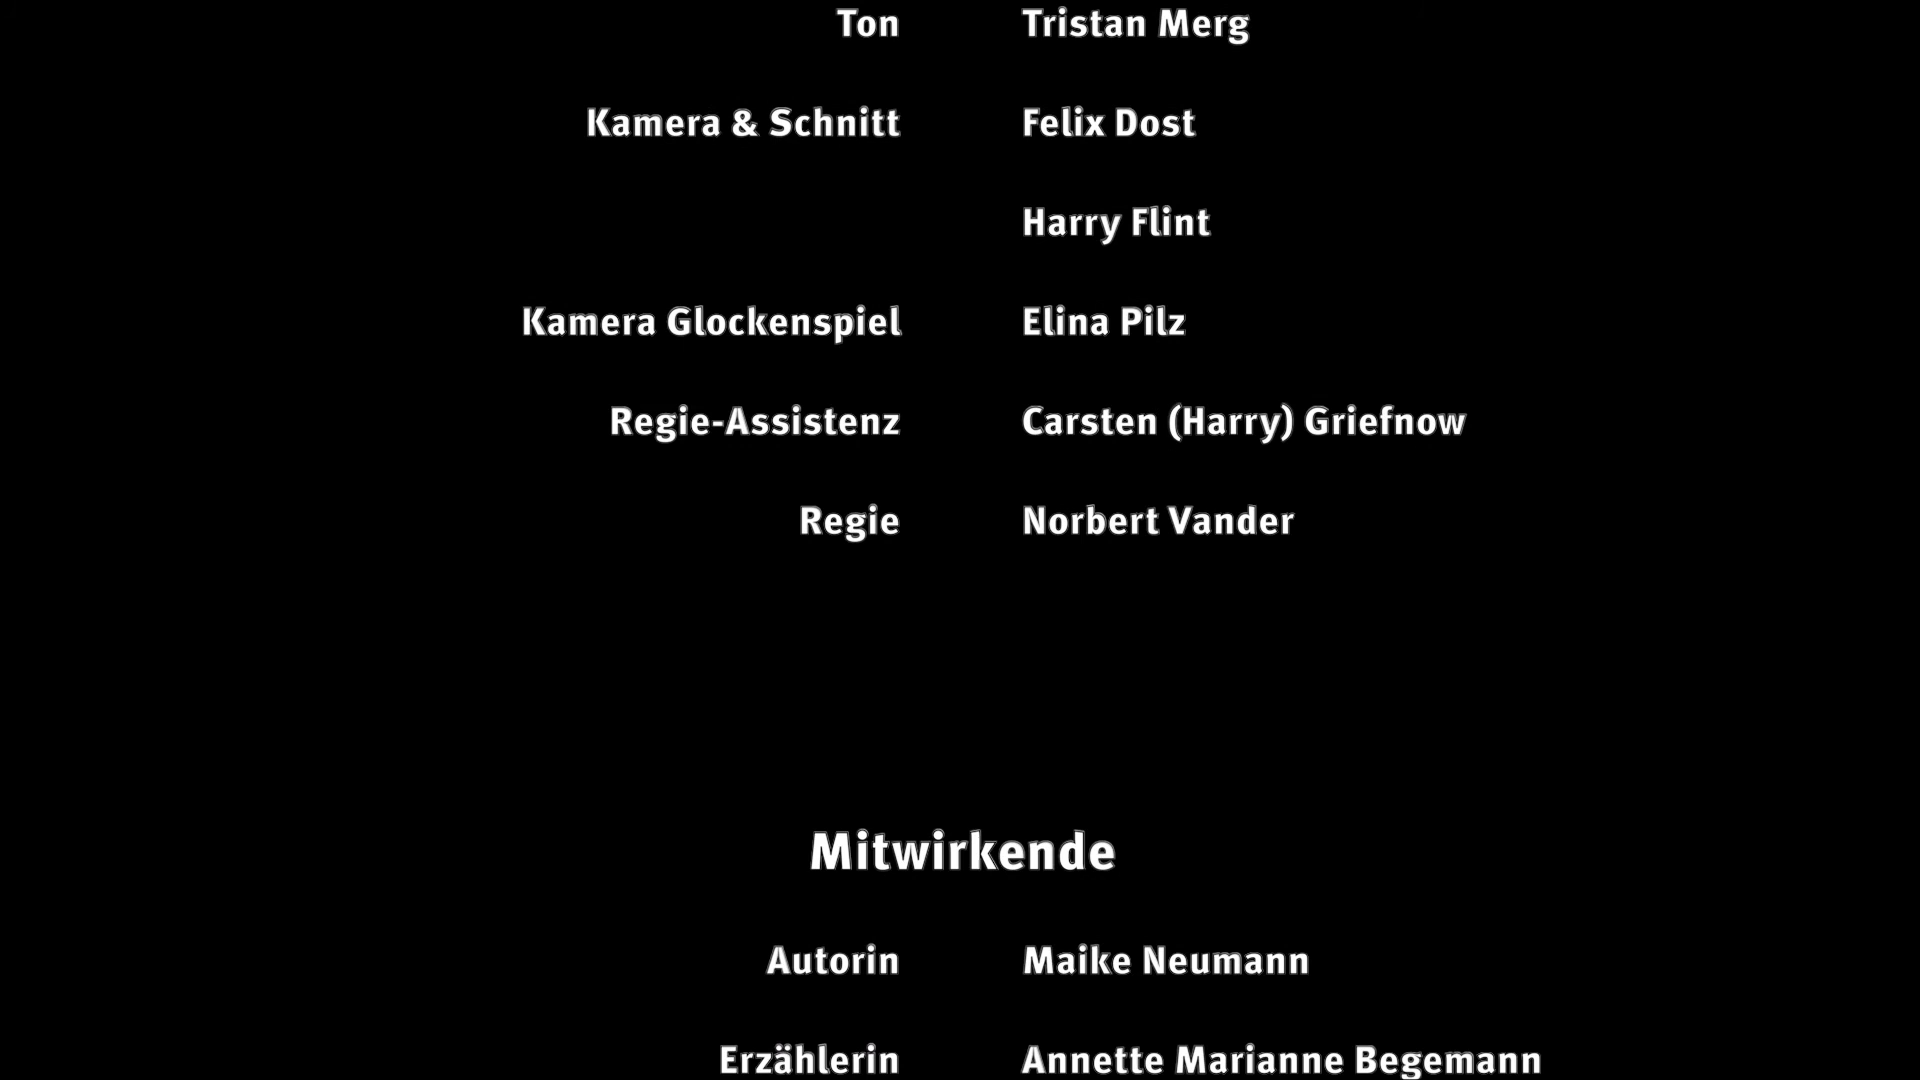 Ton Tristan Merg
Kamera & Schnitt Felix Dost
Harry Flint
Kamera Glockenspiel Elina Pilz
Regie-Assistenz Carsten (Harry) Griefnow
Regie Norbert Vander
Mitwirkende
Autorin Maike Neumann
Erzählerin Annette Marianne Begemann